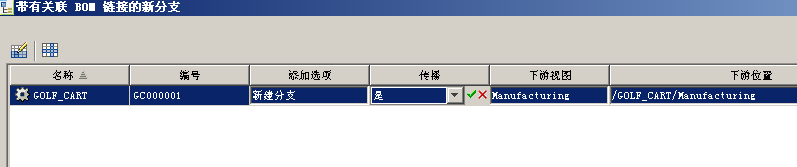 带有关联 BOM 链接的新分支
名称 编号 添加选项 传播 下游视图 下游位置
GOLF_CART GC000001 新建分支 是 Manufacturing /GOLF_CART/Manufacturing